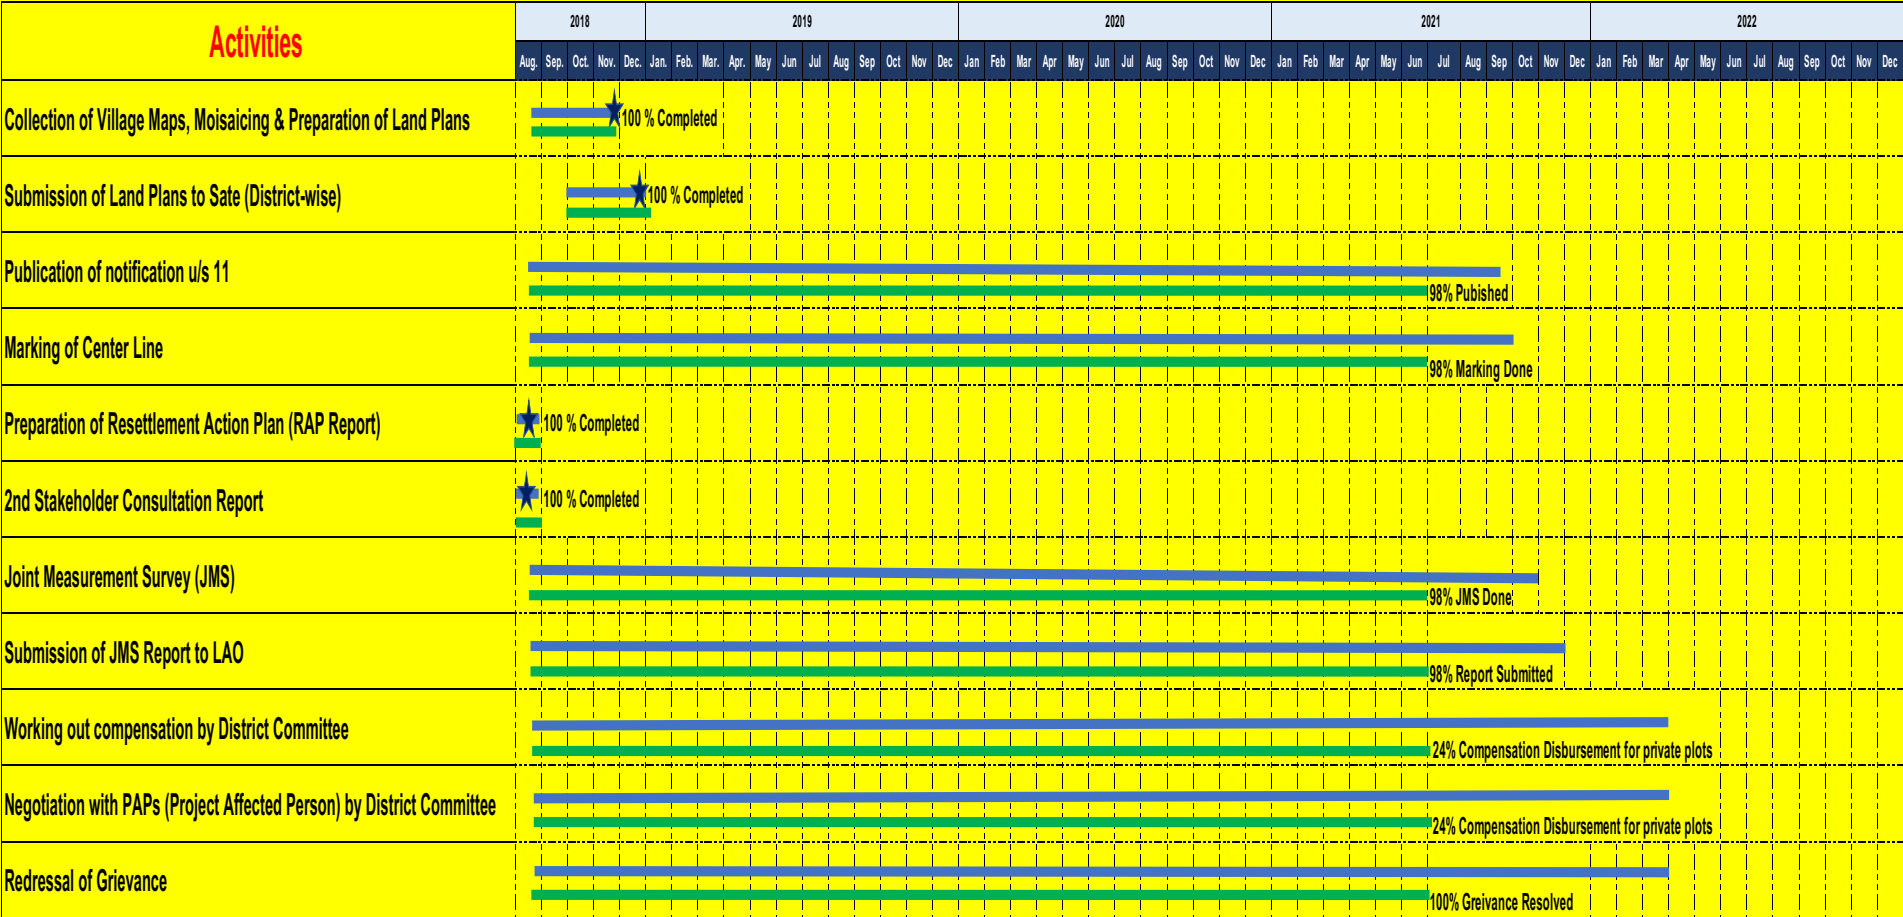 Activities
2018 2019 2020 2021 2022
Aug. Sep. Oct. Nov. Dec. Jan. Feb. Mar. Apr. May Jun Jul Aug Sep Oct Nov Dec Jan Feb Mar Apr May Jun Jul Aug Sep Oct Nov Dec Jan Feb Mar Apr May Jun Jul Aug Sep Oct Nov Dec Jan Feb Mar Apr May Jun Jul Aug Sep Oct Nov Dec
Collection of Village Maps, Moisaicing & Preparation of Land Plans
100 % Completed
Submission of Land Plans to Sate (District-wise)
100 % Completed
Publication of notification u/s 11
98% Pubished
Marking of Center Line
98% Marking Done
Preparation of Resettlement Action Plan (RAP Report)
100 % Completed
2nd Stakeholder Consultation Report
100 % Completed
Joint Measurement Survey (JMS)
98% JMS Done
Submission of JMS Report to LAO
98% Report Submitted
Working out compensation by District Committee
24% Compensation Disbursement for private plots
Negotiation with PAPs (Project Affected Person) by District Committee
24% Compensation Disbursement for private plots
Redressal of Grievance
100% Greivance Resolved